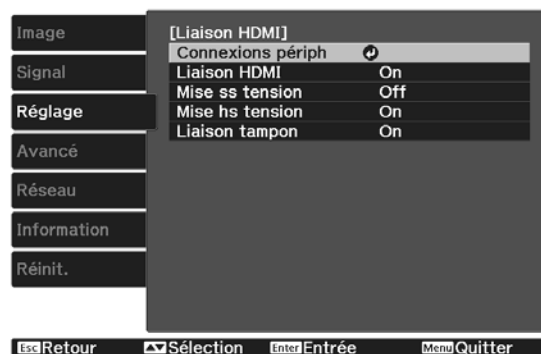 Image
Signal
Réglage
Avancé
Réseau
Information
Réinit.
[Liaison HDMI]
Connexions périph
Liaison HDMI On
Mise ss tension Off
Mise hs tension On
Liaison tampon On
Esc Retour Sélection Enter Entrée Menu Quitter